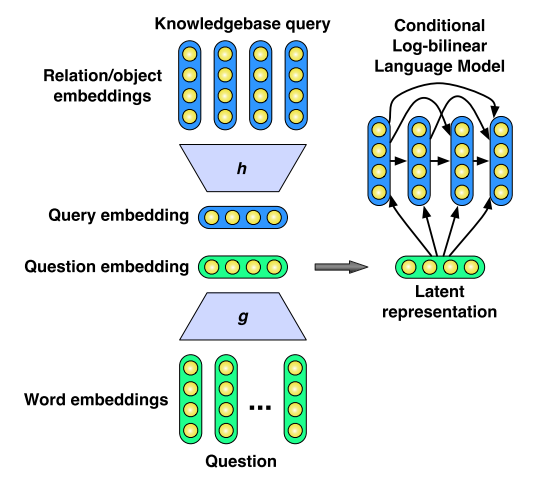 Knowledgebase query
Relation/object
embeddings
h
Query embedding
Question embedding
g
Word embeddings
...
Question
Conditional
Log-bilinear
Language Model
Latent
representation